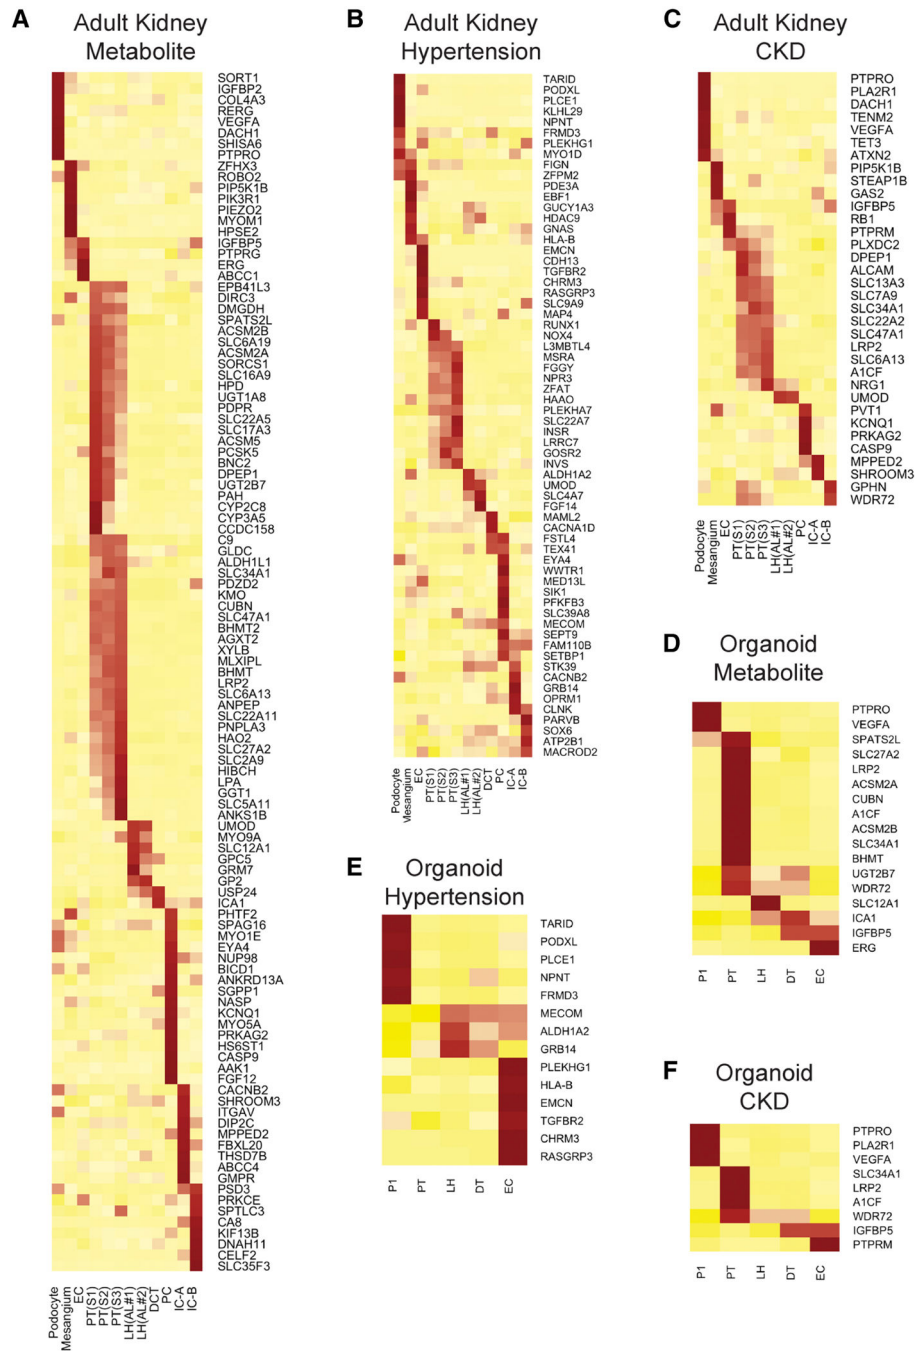 A
Adult Kidney
Metabolite
SORT1
IGFBP2
COL4A3
RERG
VEGFA
DACH1
SHISA6
PTPRO
ZFHX3
ROBO2
PIP5K1B
PIK3R1
PIEZO2
MYOM1
HPSE2
IGFBP5
PTPRG
ERG
ABCC1
EPB41L3
DIRC3
DMGDH
SPATS2L
ACSM2B
SLC6A19
ACSM2A
SORCS1
SLC16A9
HPD
UGT1A8
PDPR
SLC22A5
SLC17A3
ACSM5
PCSK5
BNC2
DPEP1
UGT2B7
PAH
CYP2C8
CYP3A5
CCDC158
C9
GLDC
ALDH1L1
SLC34A1
PDZD2
KMO
CUBN
SLC47A1
BHMT2
AGXT2
XYLB
MLXIPL
BHMT
LRP2
SLC6A13
ANPEP
SLC22A11
PNPLA3
HAO2
SLC27A2
SLC2A9
HIBCH
LPA
GGT1
SLC5A11
ANKS1B
UMOD
MYO9A
SLC12A1
GPC5
GRM7
GP2
USP24
ICA1
PHTF2
SPAG16
MYO1E
EYA4
NUP98
BICD1
ANKRD13A
SGPP1
NASP
KCNQ1
MYO5A
PRKAG2
HS6ST1
CASP9
AAK1
FGF12
CACNB2
SHROOM3
ITGAV
DIP2C
MPPED2
FBXL20
THSD7B
ABCC4
GMPR
PSD3
PRKCE
SPTLC3
CA8
KIF13B
DNAH11
CELF2
SLC35F3
Podocyte
Mesangium
EC
PT(S1)
PT(S2)
PT(S3)
LH(AL#1)
LH(AL#2)
DCT
PC
IC-A
IC-B
B
Adult Kidney
Hypertension
TARID
PODXL
PLCE1
KLHL29
NPNT
FRMD3
PLEKHG1
MYO1D
FIGN
ZFPM2
PDE3A
EBF1
GUCY1A3
HDAC9
GNAS
HLA-B
EMCN
CDH13
TGFBR2
CHRM3
RASGRP3
SLC9A9
MAP4
RUNX1
NOX4
L3MBTL4
MSRA
FGGY
NPR3
ZFAT
HAAO
PLEKHA7
SLC22A7
INSR
LRRC7
GOSR2
INVS
ALDH1A2
UMOD
SLC4A7
FGF14
MAML2
CACNA1D
FSTL4
TEX41
EYA4
WWTR1
MED13L
SIK1
PFKFB3
SLC39A8
MECOM
SEPT9
FAM110B
SETBP1
STK39
CACNB2
GRB14
OPRM1
CLNK
PARVB
SOX6
ATP2B1
MACROD2
Podocyte
Mesangium
EC
PT(S1)
PT(S2)
PT(S3)
LH(AL#1)
LH(AL#2)
DCT
PC
IC-A
IC-B
C
Adult Kidney
CKD
PTPRO
PLA2R1
DACH1
TENM2
VEGFA
TET3
ATXN2
PIP5K1B
STEAP1B
GAS2
IGFBP5
RB1
PTPRM
PLXDC2
DPEP1
ALCAM
SLC13A3
SLC7A9
SLC34A1
SLC22A2
SLC47A1
LRP2
SLC6A13
A1CF
NRG1
UMOD
PVT1
KCNQ1
PRKAG2
CASP9
MPPED2
SHROOM3
GPHN
WDR72
Podocyte
Mesangium
EC
PT(S1)
PT(S2)
PT(S3)
LH(AL#1)
LH(AL#2)
PC
IC-A
IC-B
D
Organoid
Metabolite
PTPRO
VEGFA
SPATS2L
SLC27A2
LRP2
ACSM2A
CUBN
A1CF
ACSM2B
SLC34A1
BHMT
UGT2B7
WDR72
SLC12A1
ICA1
IGFBP5
ERG
P1
PT
LH
DT
EC
E
Organoid
Hypertension
TARID
PODXL
PLCE1
NPNT
FRMD3
MECOM
ALDH1A2
GRB14
PLEKHG1
HLA-B
EMCN
TGFBR2
CHRM3
RASGRP3
P1
PT
LH
DT
EC
F
Organoid
CKD
PTPRO
PLA2R1
VEGFA
SLC34A1
LRP2
A1CF
WDR72
IGFBP5
PTPRM
P1
PT
LH
DT
EC